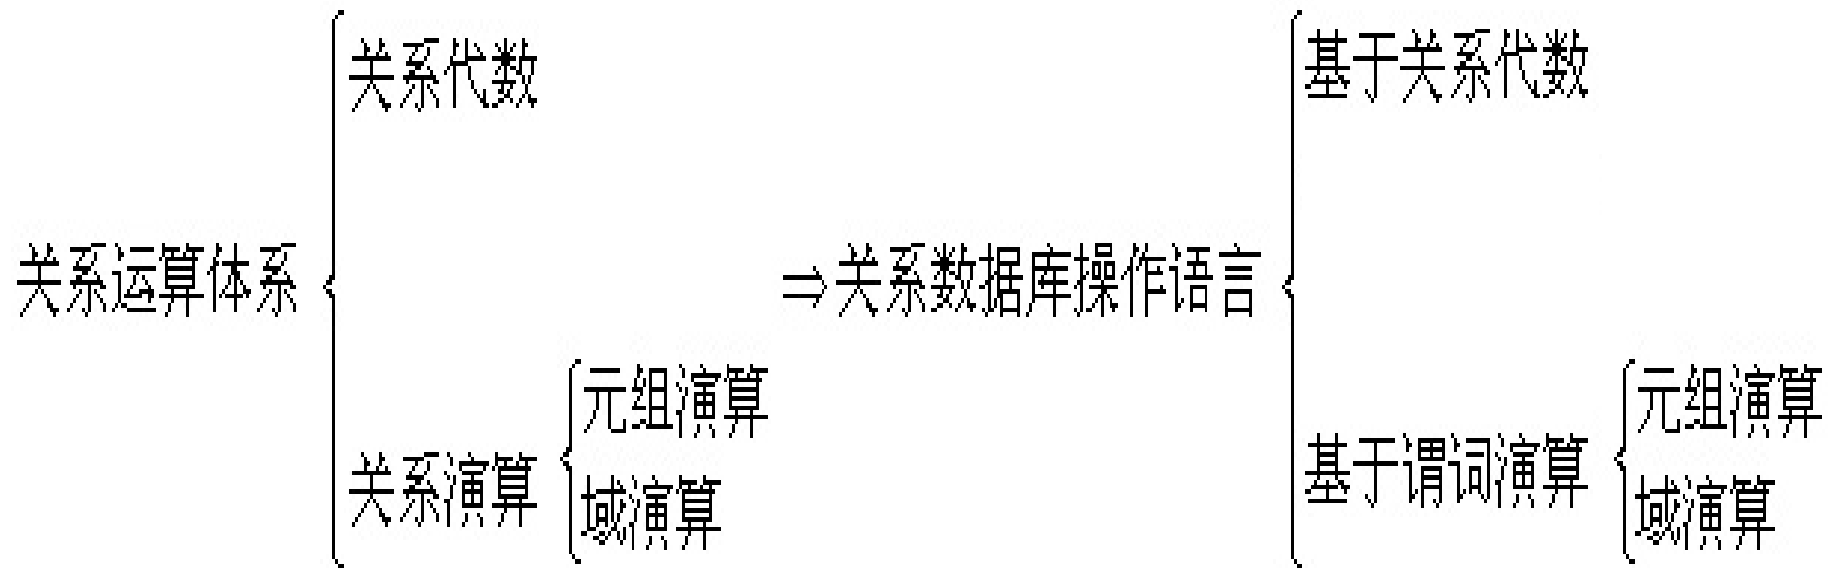 关系运算体系
关系代数
关系演算
元组演算
域演算
⇒关系数据库操作语言
基于关系代数
基于谓词演算
元组演算
域演算